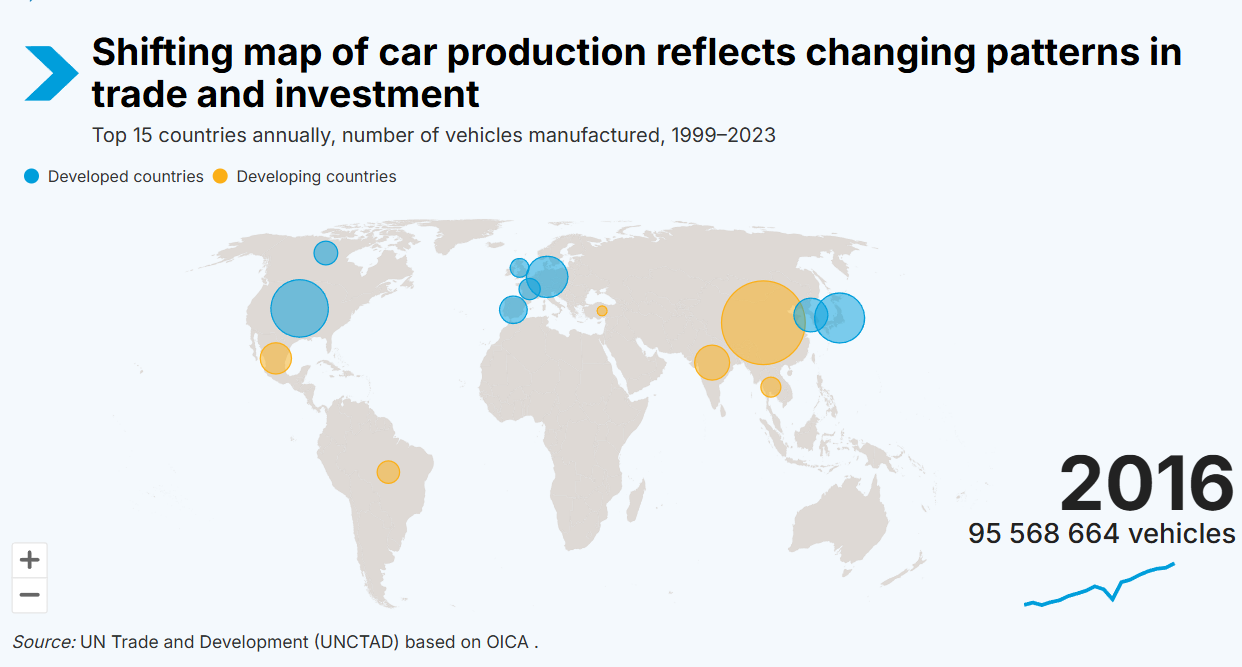 Shifting map of car production reflects changing patterns in
trade and investment
Top 15 countries annually, number of vehicles manufactured, 1999–2023
Developed countries Developing countries
2016
95 568 664 vehicles
+
−
Source: UN Trade and Development (UNCTAD) based on OICA .